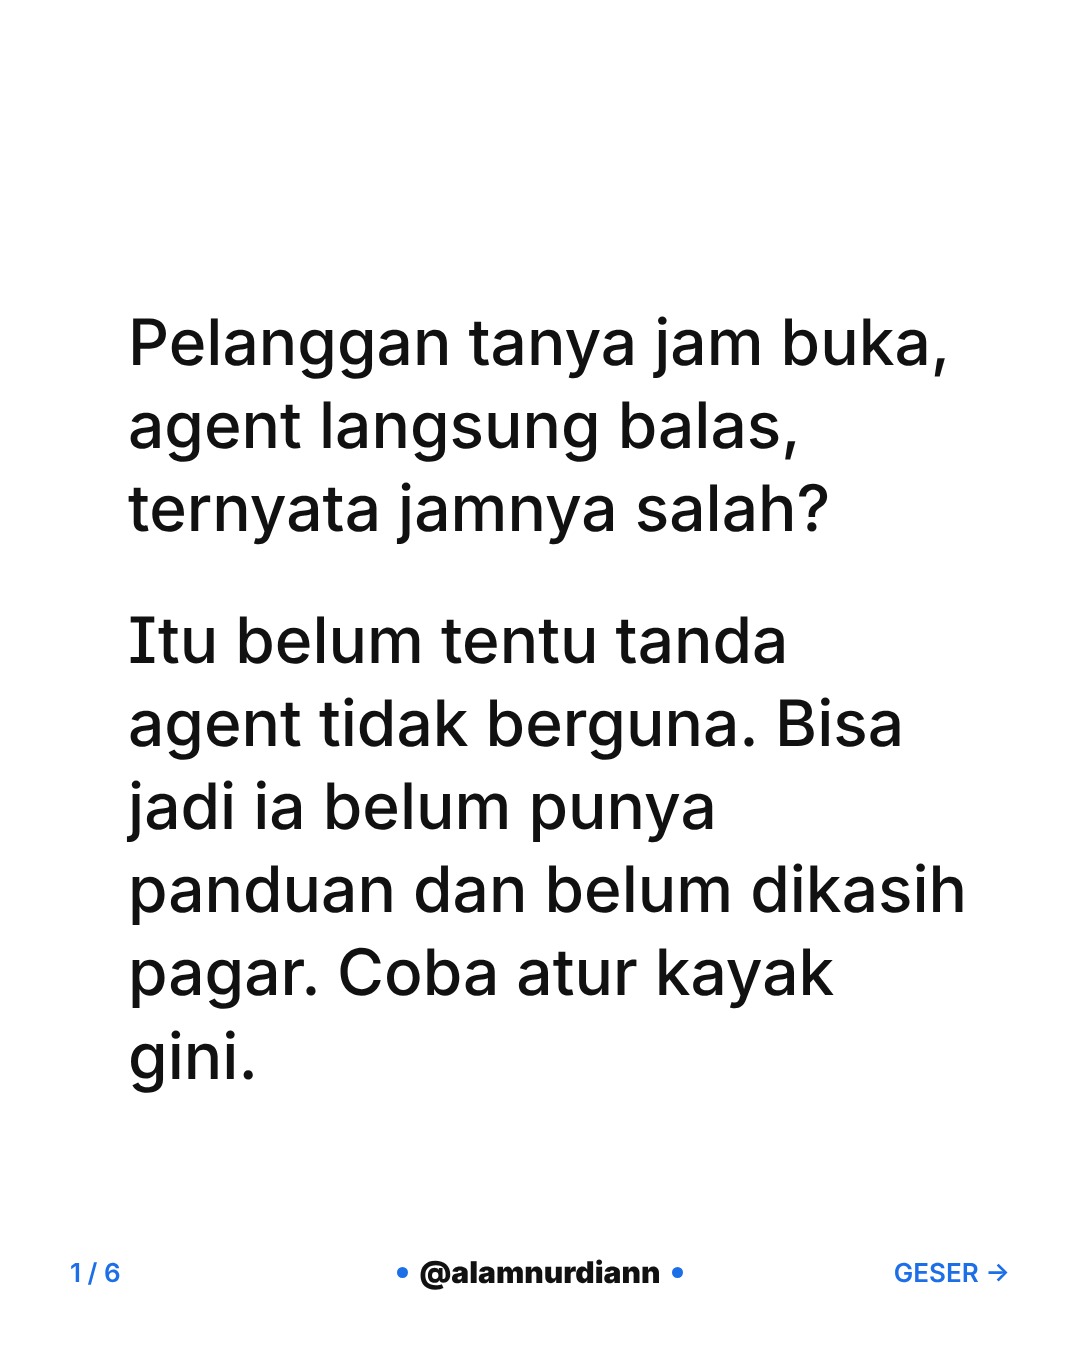 Pelanggan tanya jam buka,
agent langsung balas,
ternyata jamnya salah?
Itu belum tentu tanda
agent tidak berguna. Bisa
jadi ia belum punya
panduan dan belum dikasih
pagar. Coba atur kayak
gini.
1 / 6
• @alamnurdiann •
GESER →